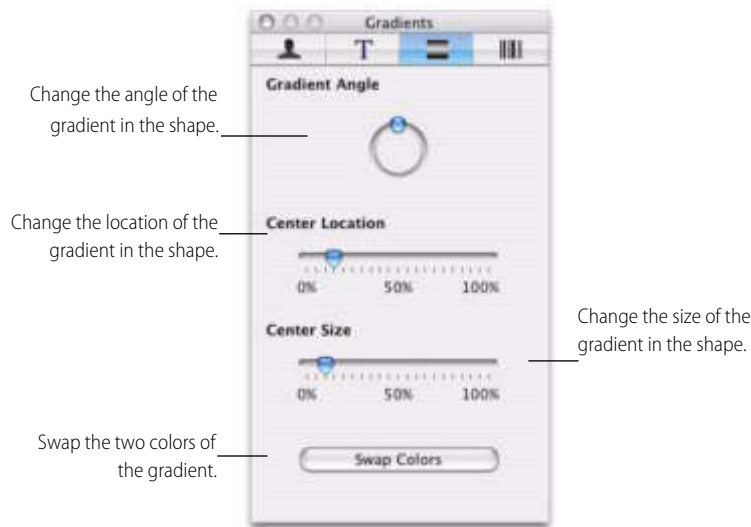 Gradients
T
Gradient Angle
Change the angle of the
gradient in the shape.
Change the location of the
gradient in the shape.
Center Location
0% 50% 100%
Center Size
0% 50% 100%
Change the size of the
gradient in the shape.
Swap the two colors of
the gradient.
Swap Colors